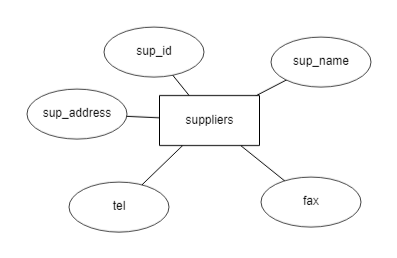 sup_id
sup_name
sup_address
suppliers
tel
fax